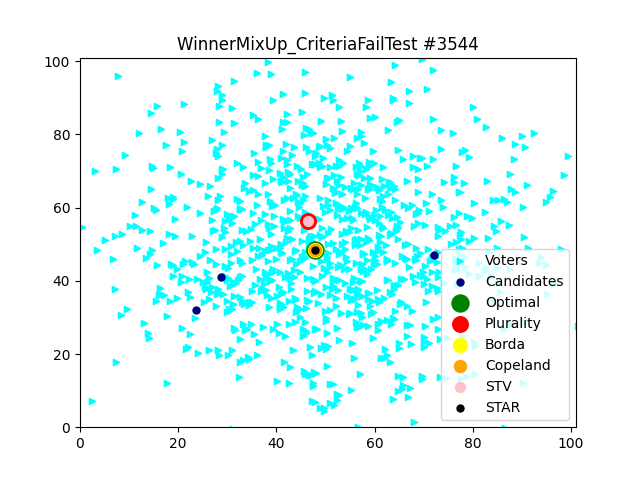 WinnerMixUp_CriteriaFailTest #3544
100
80
60
40
20
0
0 20 40 60 80 100
Voters
Candidates
Optimal
Plurality
Borda
Copeland
STV
STAR